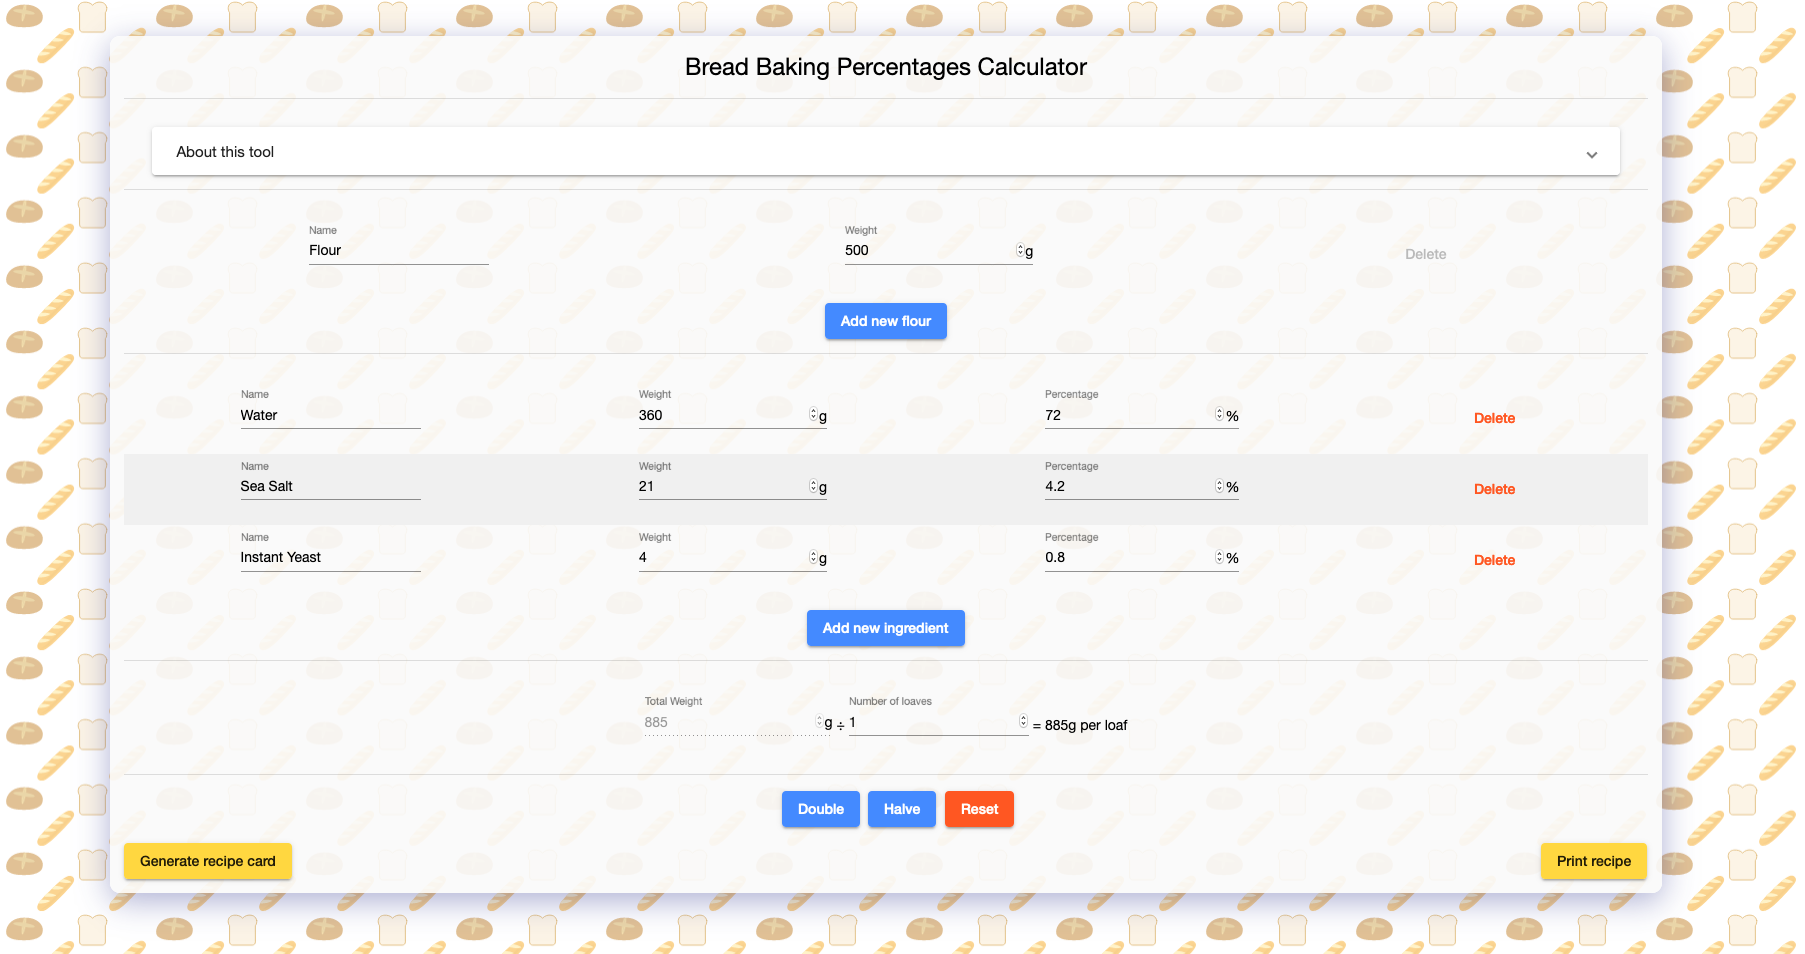 Bread Baking Percentages Calculator
About this tool
Name Weight
Flour 500 g Delete
Add new flour
Name Weight Percentage
Water 360 g 72 % Delete
Name Weight Percentage
Sea Salt 21 g 4.2 % Delete
Name Weight Percentage
Instant Yeast 4 g 0.8 % Delete
Add new ingredient
Total Weight Number of loaves
885 g ÷ 1 = 885g per loaf
Double Halve Reset
Generate recipe card Print recipe